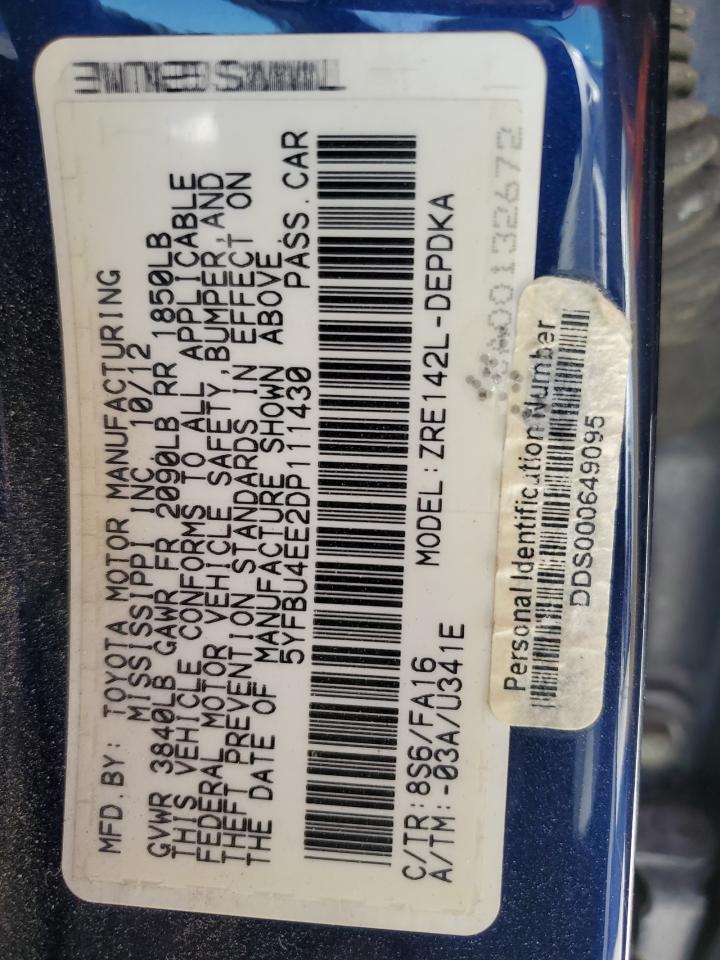 MFD.BY: TOYOTA MOTOR MANUFACTURING
MISSISSIPPI INC 10/12
GVWR 3840LB GAWR FR 2090LB RR 1850LB
THIS VEHICLE CONFORMS TO ALL APPLICABLE
FEDERAL MOTOR VEHICLE SAFETY, BUMPER, AND
THEFT PREVENTION STANDARDS IN EFFECT ON
THE DATE OF MANUFACTURE SHOWN ABOVE.
5YFBU4EE2DP111430 PASS.CAR
MODEL:ZRE142L-DEPDKA
C/TR:8S6/FA16
A/TM:-03A/U341E
A00132672
Personal Identification Number
DDS000649095